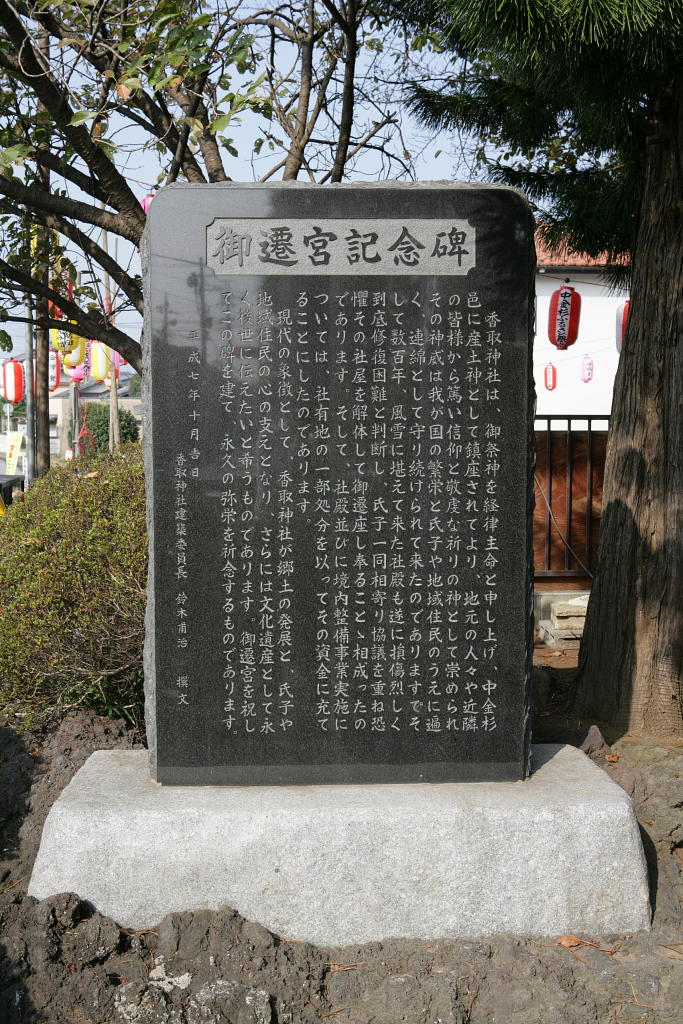 御遷宮記念碑
香取神社は、御祭神を経律主命と申し上げ、中金杉
邑に産土神として鎮座されてより、地元の人々や近隣
の皆様から篤い信仰と敬虔な祈りの神として崇められ
その神威は我が国の繁栄と氏子や地域住民のうえに遍
く、連綿として守り続けられて来たのでありますでそ
して数百年、風雪に堪えて来た社殿も遂に損傷烈しく
到底修復困難と判断し、氏子一同相寄り協議を重ね恐
懼その社屋を解体して御遷座し奉ることゝ相成ったの
であります。そして、社殿並びに境内整備事業実施に
ついては、社有地の一部処分を以ってその資金に充て
ることにしたのであります。
現代の象徴として、香取神社が郷土の発展と、氏子や
地域住民の心の支えとなり、さらには文化遺産として永
く後世に伝えたいと希うものであります。御遷宮を祝し
てこの碑を建て、永久の弥栄を祈念するものであります。
平成七年十月吉日
香取神社建築委員長 鈴木甫治 撰文
中金杉ふるさと